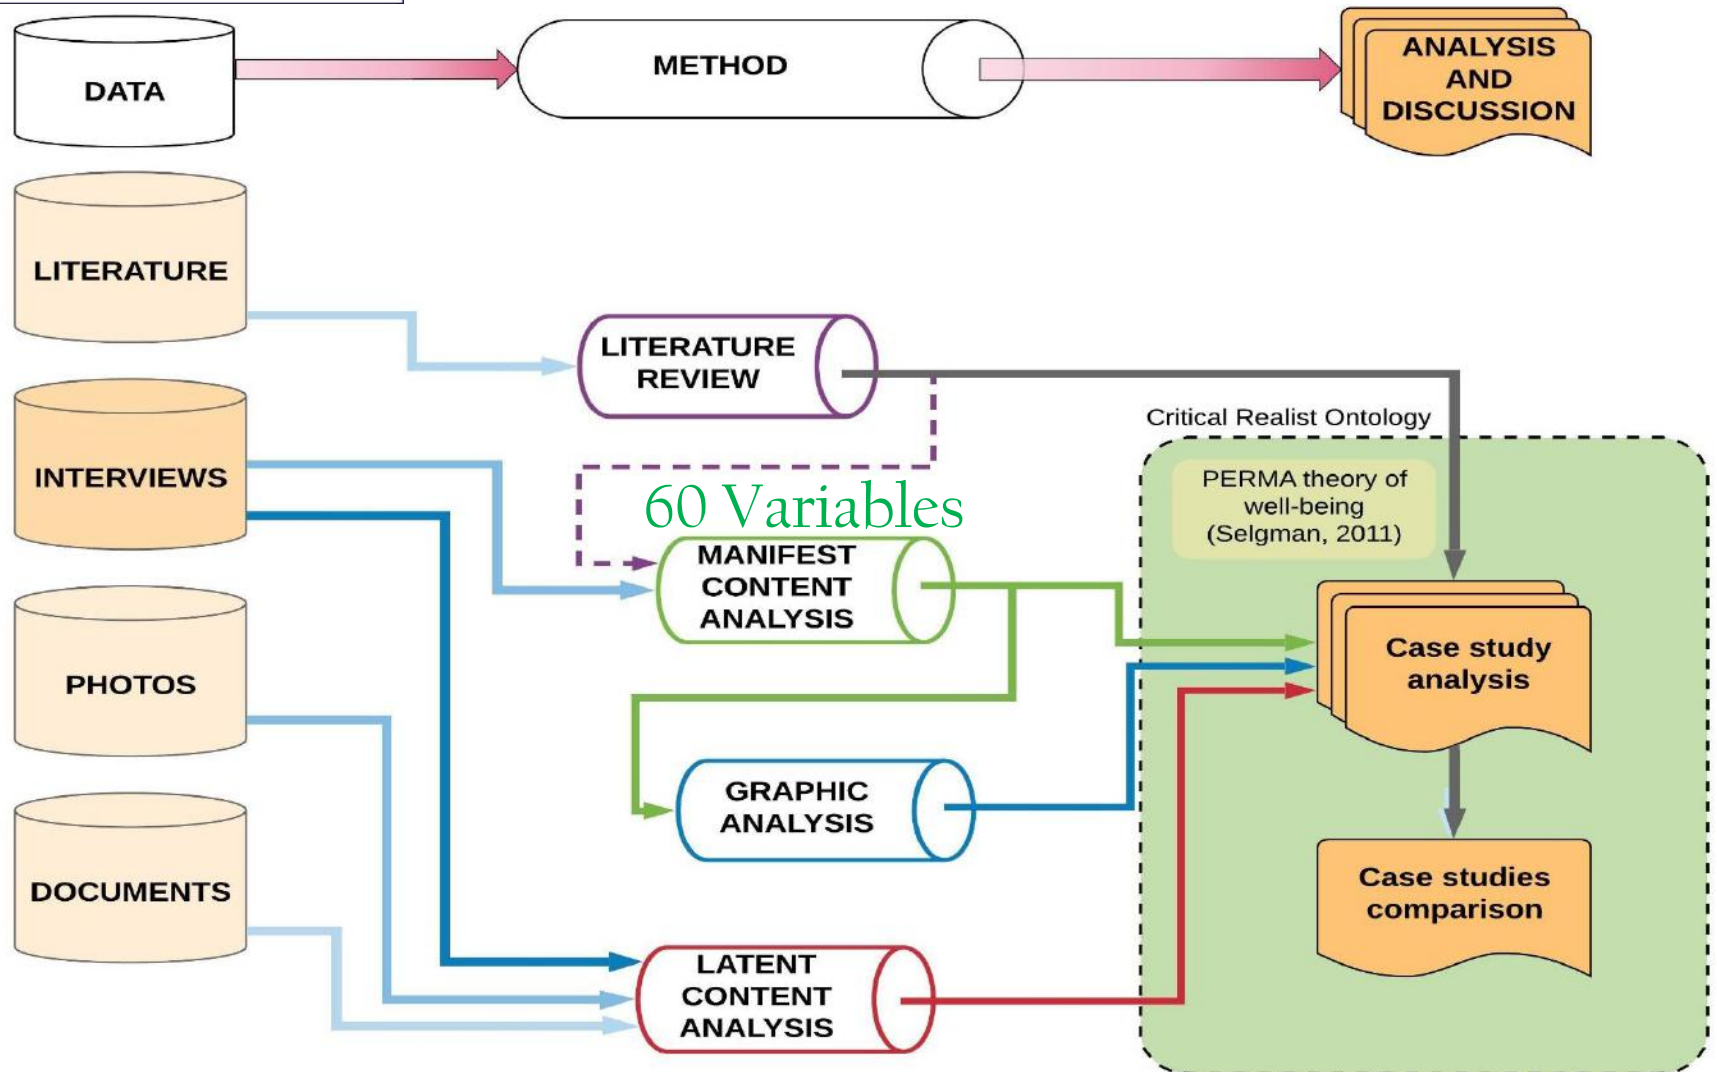 DATA
METHOD
ANALYSIS
AND
DISCUSSION
LITERATURE
LITERATURE
REVIEW
Critical Realist Ontology
PERMA theory of
well-being
(Selgman, 2011)
INTERVIEWS
60 Variables
MANIFEST
CONTENT
ANALYSIS
Case study
analysis
PHOTOS
GRAPHIC
ANALYSIS
DOCUMENTS
Case studies
comparison
LATENT
CONTENT
ANALYSIS